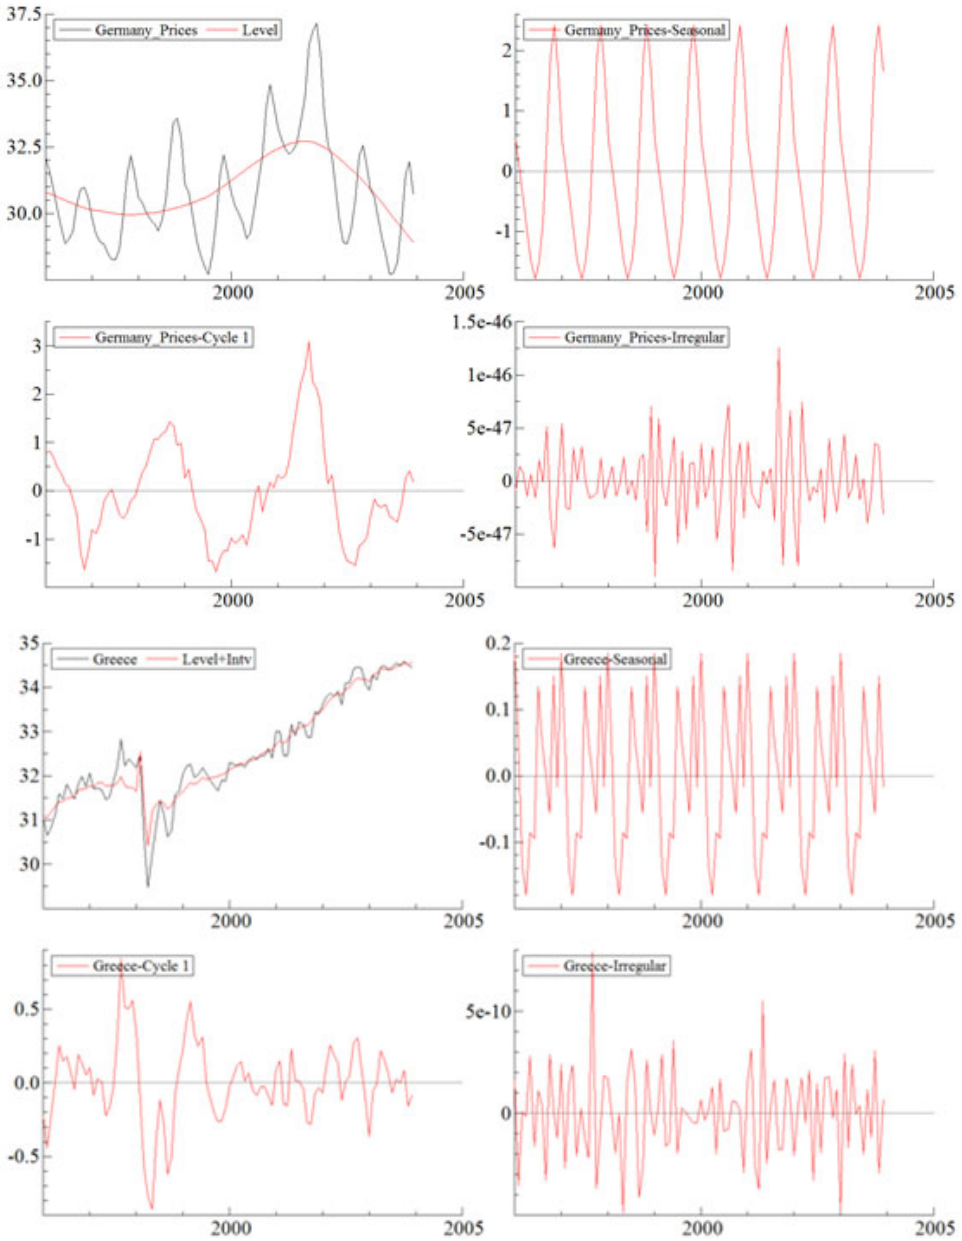 37.5
Germany_Prices Level
35.0
32.5
30.0
2000 2005
Germany_Prices-Seasonal
2
1
0
-1
2000 2005
Germany_Prices-Cycle 1
3
2
1
0
-1
2000 2005
1.5e-46
Germany_Prices-Irregular
1e-46
5e-47
0
-5e-47
2000 2005
35
Greece Level+Intv
34
33
32
31
30
2000 2005
0.2
Greece-Seasonal
0.1
0.0
-0.1
2000 2005
Greece-Cycle 1
0.5
0.0
-0.5
2000 2005
Greece-Irregular
5e-10
0
2000 2005